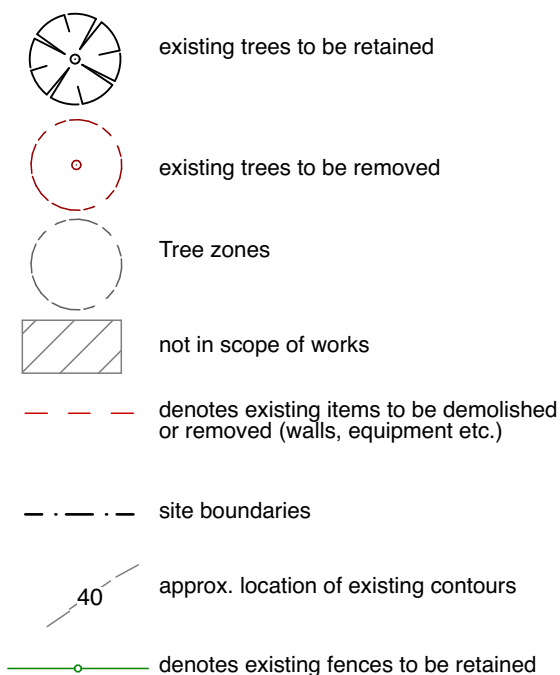 existing trees to be retained
existing trees to be removed
Tree zones
not in scope of works
denotes existing items to be demolished
or removed (walls, equipment etc.)
site boundaries
40
approx. location of existing contours
denotes existing fences to be retained